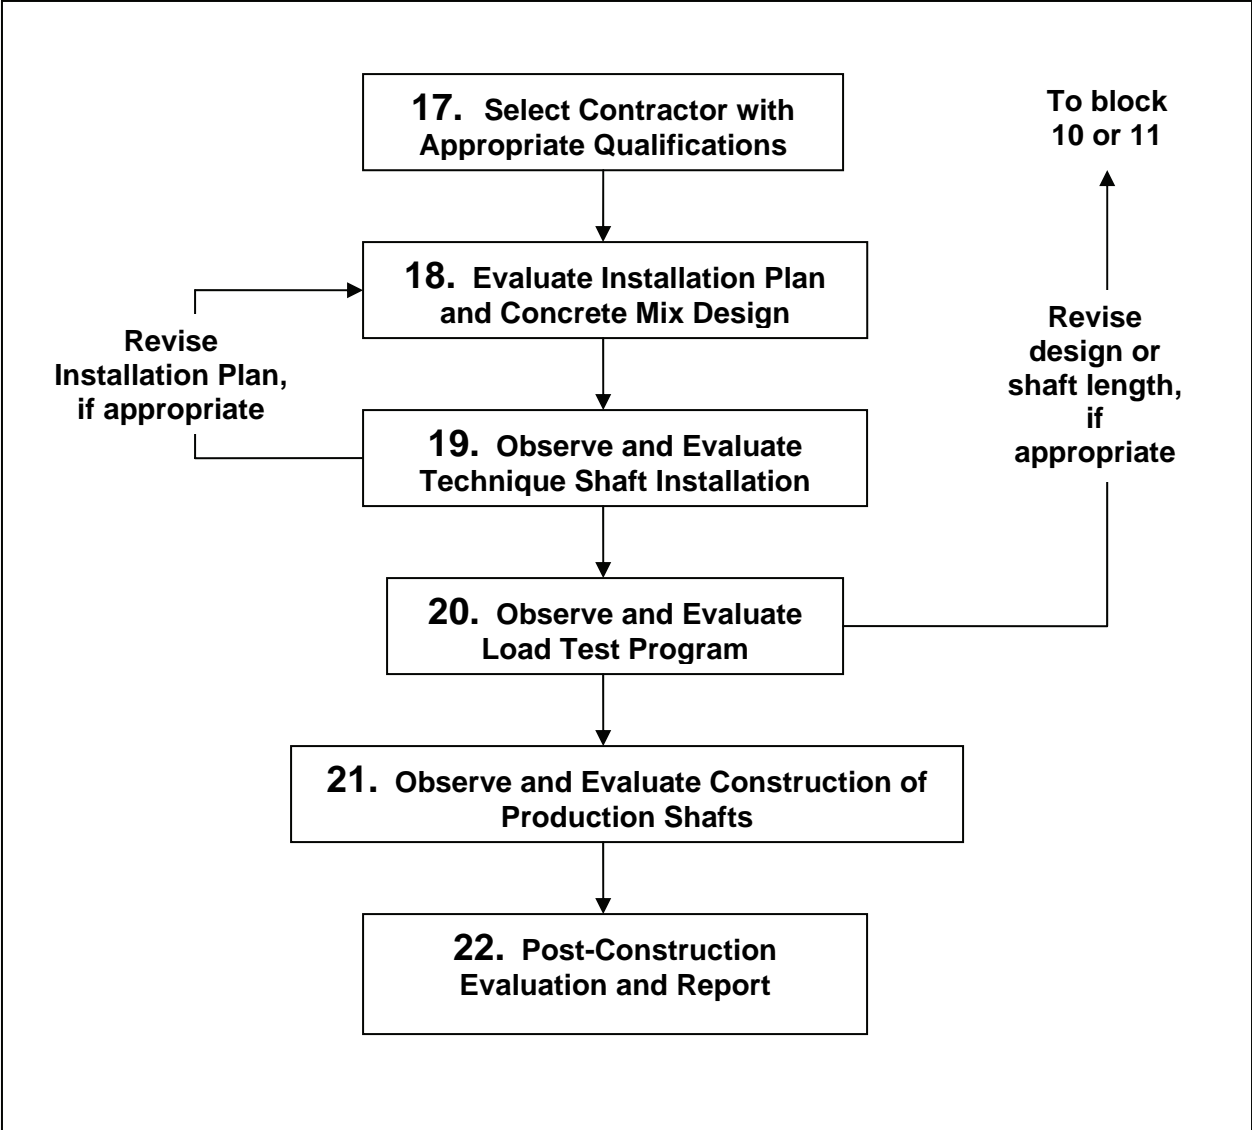 17. Select Contractor with
Appropriate Qualifications
To block
10 or 11
18. Evaluate Installation Plan
and Concrete Mix Design
Revise
Installation Plan,
if appropriate
Revise
design or
shaft length,
if
appropriate
19. Observe and Evaluate
Technique Shaft Installation
20. Observe and Evaluate
Load Test Program
21. Observe and Evaluate Construction of
Production Shafts
22. Post-Construction
Evaluation and Report